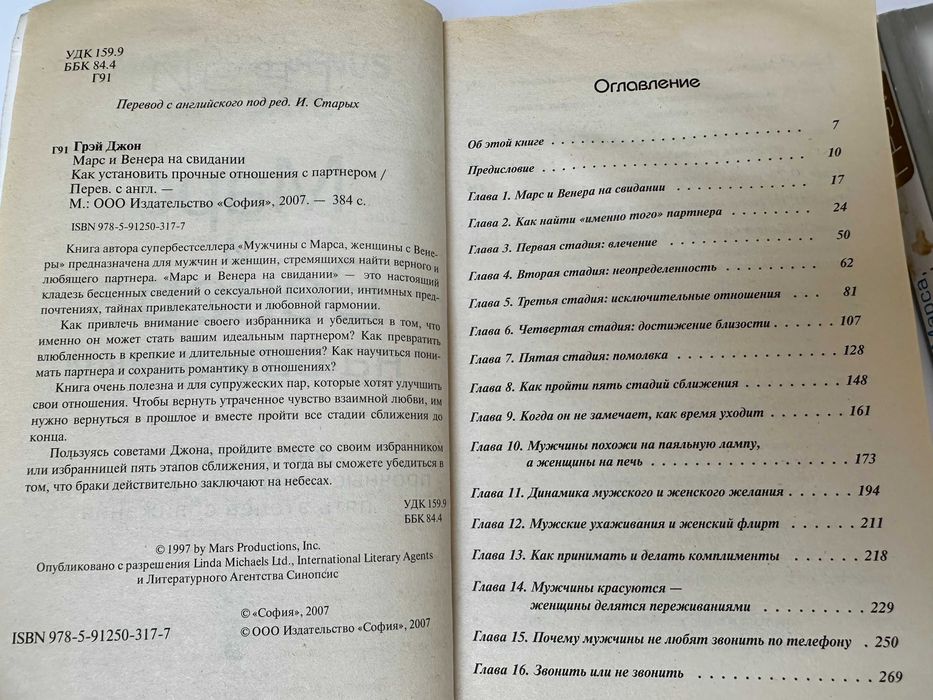 УДК 159.9
ББК 84.4
Г91
Перевод с английского под ред. И. Старых
Г91 Грэй Джон
Марс и Венера на свидании
Как установить прочные отношения с партнером /
Перев. с англ. —
М.: ООО Издательство «София», 2007. — 384 с.
ISBN 978-5-91250-317-7
Книга автора супербестселлера «Мужчины с Марса, женщины с Вене-
ры» предназначена для мужчин и женщин, стремящихся найти верного и
любящего партнера. «Марс и Венера на свидании» — это настоящий
кладезь бесценных сведений о сексуальной психологии, интимных пред-
почтениях, тайнах привлекательности и любовной гармонии.
Как привлечь внимание своего избранника и убедиться в том, что
именно он может стать вашим идеальным партнером? Как превратить
влюбленность в крепкие и длительные отношения? Как научиться пони-
мать партнера и сохранить романтику в отношениях?
Книга очень полезна и для супружеских пар, которые хотят улучшить
свои отношения. Чтобы вернуть утраченное чувство взаимной любви, им
нужно вернуться в прошлое и вместе пройти все стадии сближения до
конца.
Пользуясь советами Джона, пройдите вместе со своим избранником
или избранницей пять этапов сближения, и тогда вы сможете убедиться в
том, что браки действительно заключают на небесах.
УДК 159.9
ББК 84.4
© 1997 by Mars Productions, Inc.
Опубликовано с разрешения Linda Michaels Ltd., International Literary Agents
и Литературного Агентства Синопсис
© «София», 2007
ISBN 978-5-91250-317-7 © ООО Издательство «София», 2007
Оглавление
Об этой книге . . . . . . . . . . . . . . . . . . . . . . 7
Предисловие . . . . . . . . . . . . . . . . . . . . . . 10
Глава 1. Марс и Венера на свидании . . . . . . . . . . . 17
Глава 2. Как найти «именно того» партнера . . . . . . . . 24
Глава 3. Первая стадия: влечение . . . . . . . . . . . . . 50
Глава 4. Вторая стадия: неопределенность . . . . . . . . 62
Глава 5. Третья стадия: исключительные отношения . . . 81
Глава 6. Четвертая стадия: достижение близости . . . . . 107
Глава 7. Пятая стадия: помолвка . . . . . . . . . . . . . 128
Глава 8. Как пройти пять стадий сближения . . . . . . . . 148
Глава 9. Когда он не замечает, как время уходит . . . . . 161
Глава 10. Мужчины похожи на паяльную лампу,
а женщины на печь . . . . . . . . . . . . . . . 173
Глава 11. Динамика мужского и женского желания . . . . . 194
Глава 12. Мужские ухаживания и женский флирт . . . . . . 211
Глава 13. Как принимать и делать комплименты . . . . . . 218
Глава 14. Мужчины красуются —
женщины делятся переживаниями . . . . . . . . . 229
Глава 15. Почему мужчины не любят звонить по телефону . 250
Глава 16. Звонить или не звонить . . . . . . . . . . . . . 269